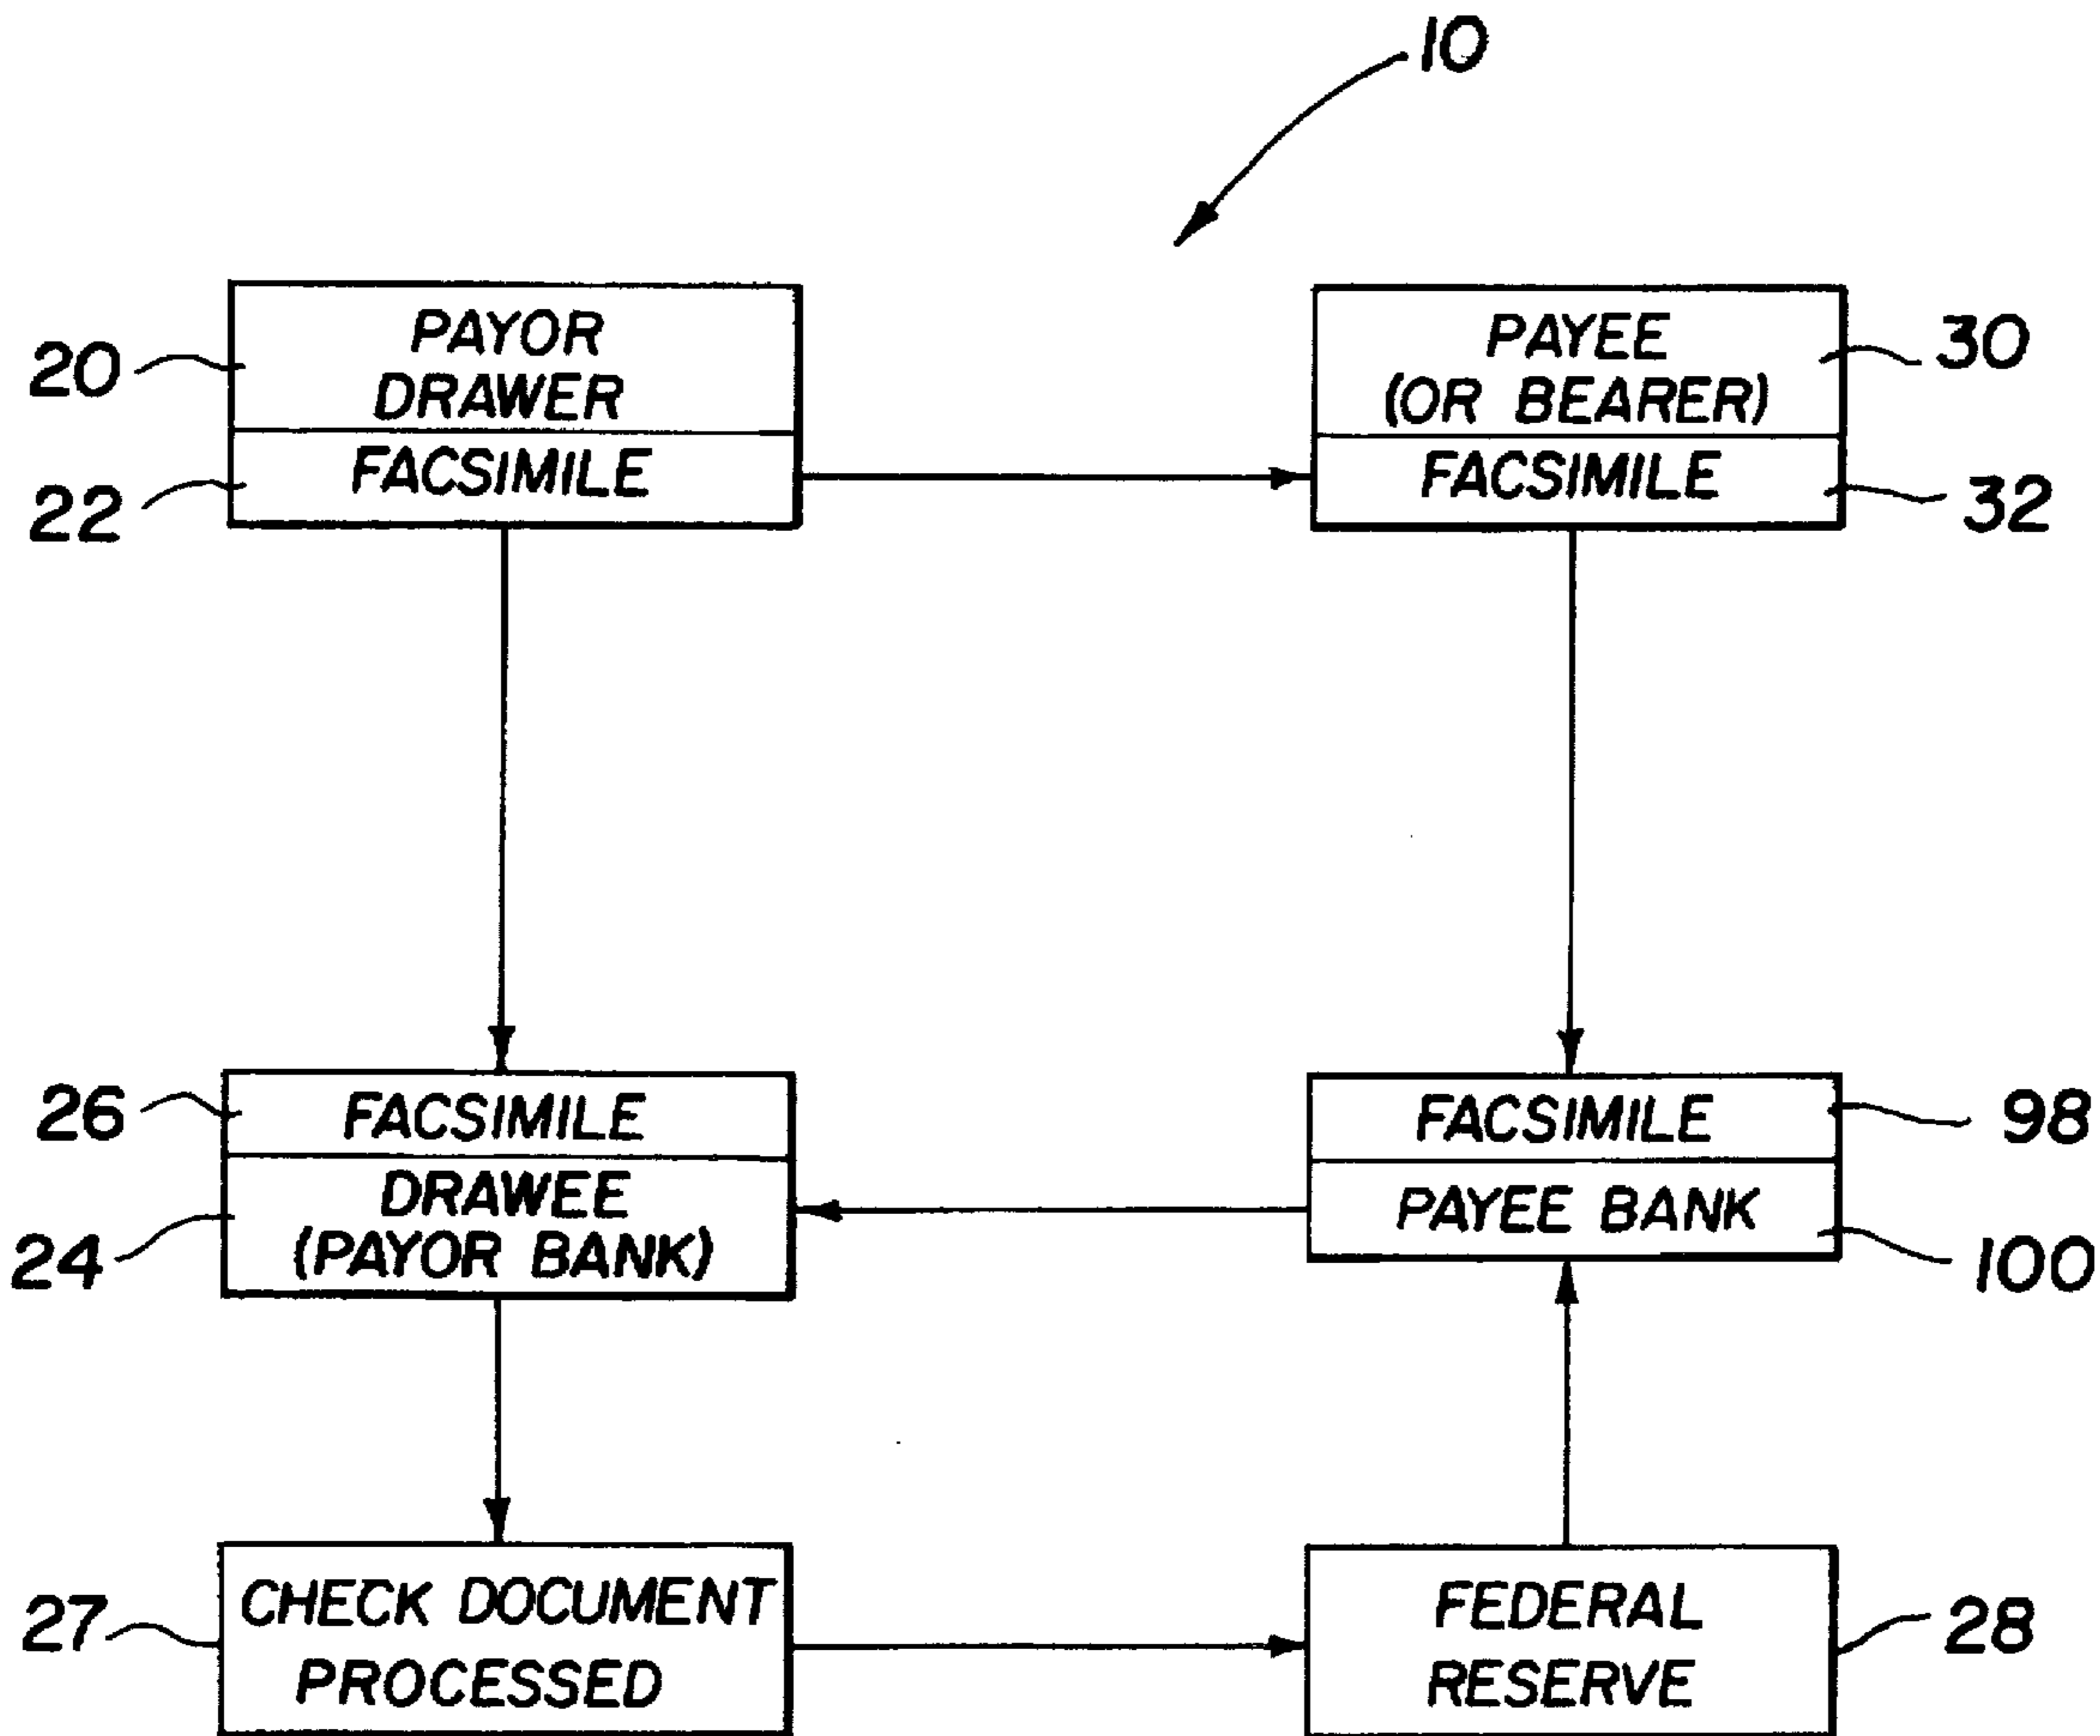 10
PAYOR
DRAWER
FACSIMILE
20
22
PAYEE
(OR BEARER)
FACSIMILE
30
32
26
FACSIMILE
DRAWEE
(PAYOR BANK)
24
FACSIMILE
PAYEE BANK
98
100
27
CHECK DOCUMENT
PROCESSED
FEDERAL
RESERVE
28